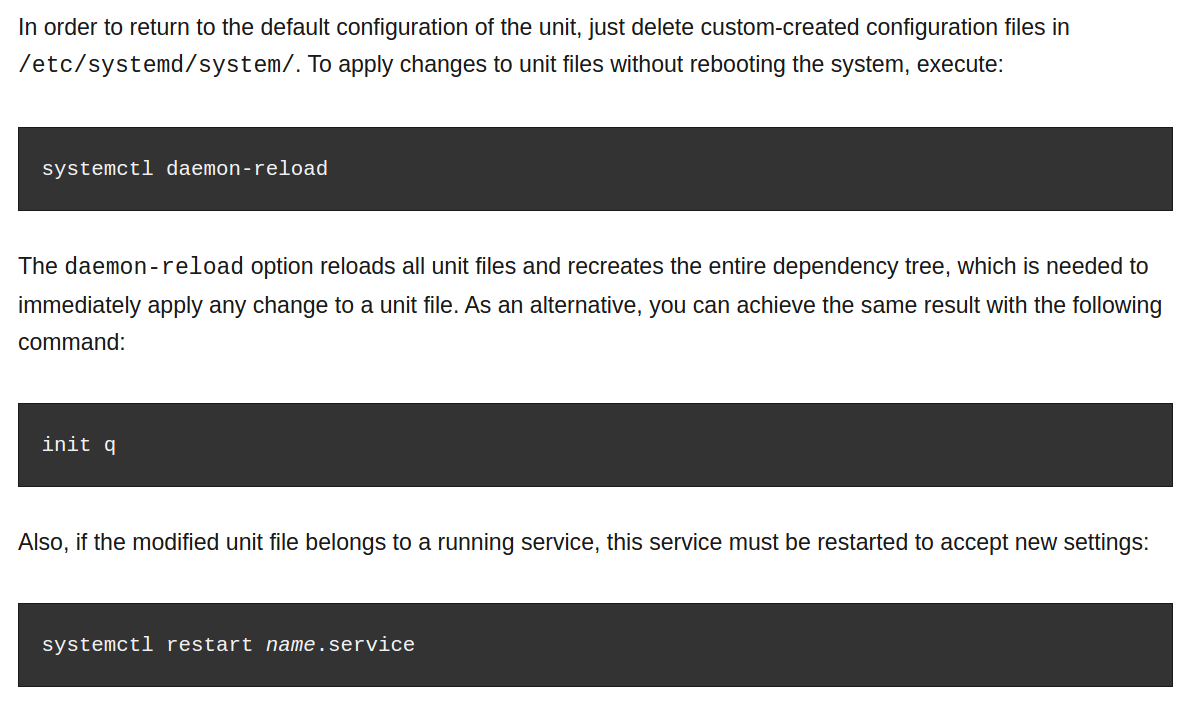 In order to return to the default configuration of the unit, just delete custom-created configuration files in
/etc/systemd/system/. To apply changes to unit files without rebooting the system, execute:
systemctl daemon-reload
The daemon-reload option reloads all unit files and recreates the entire dependency tree, which is needed to
immediately apply any change to a unit file. As an alternative, you can achieve the same result with the following
command:
init q
Also, if the modified unit file belongs to a running service, this service must be restarted to accept new settings:
systemctl restart name.service